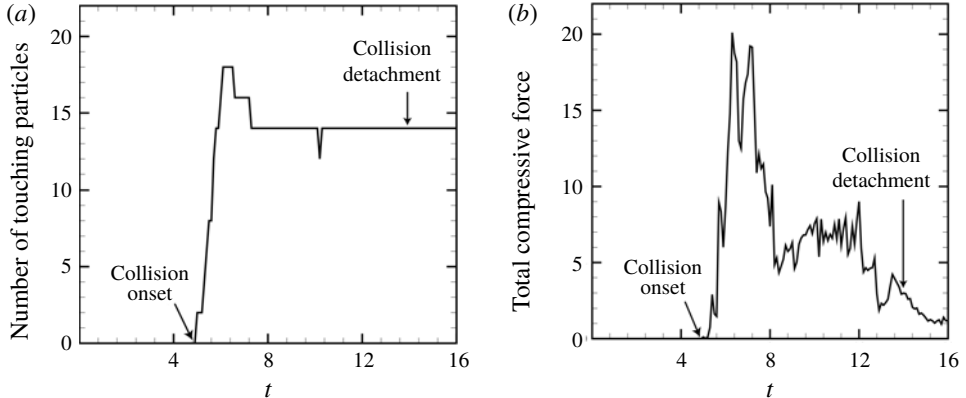 (a)
20
15
10
5
0
4
8
12
16
t
Number of touching particles
Collision
onset
Collision
detachment
(b)
20
15
10
5
0
4
8
12
16
t
Total compressive force
Collision
onset
Collision
detachment